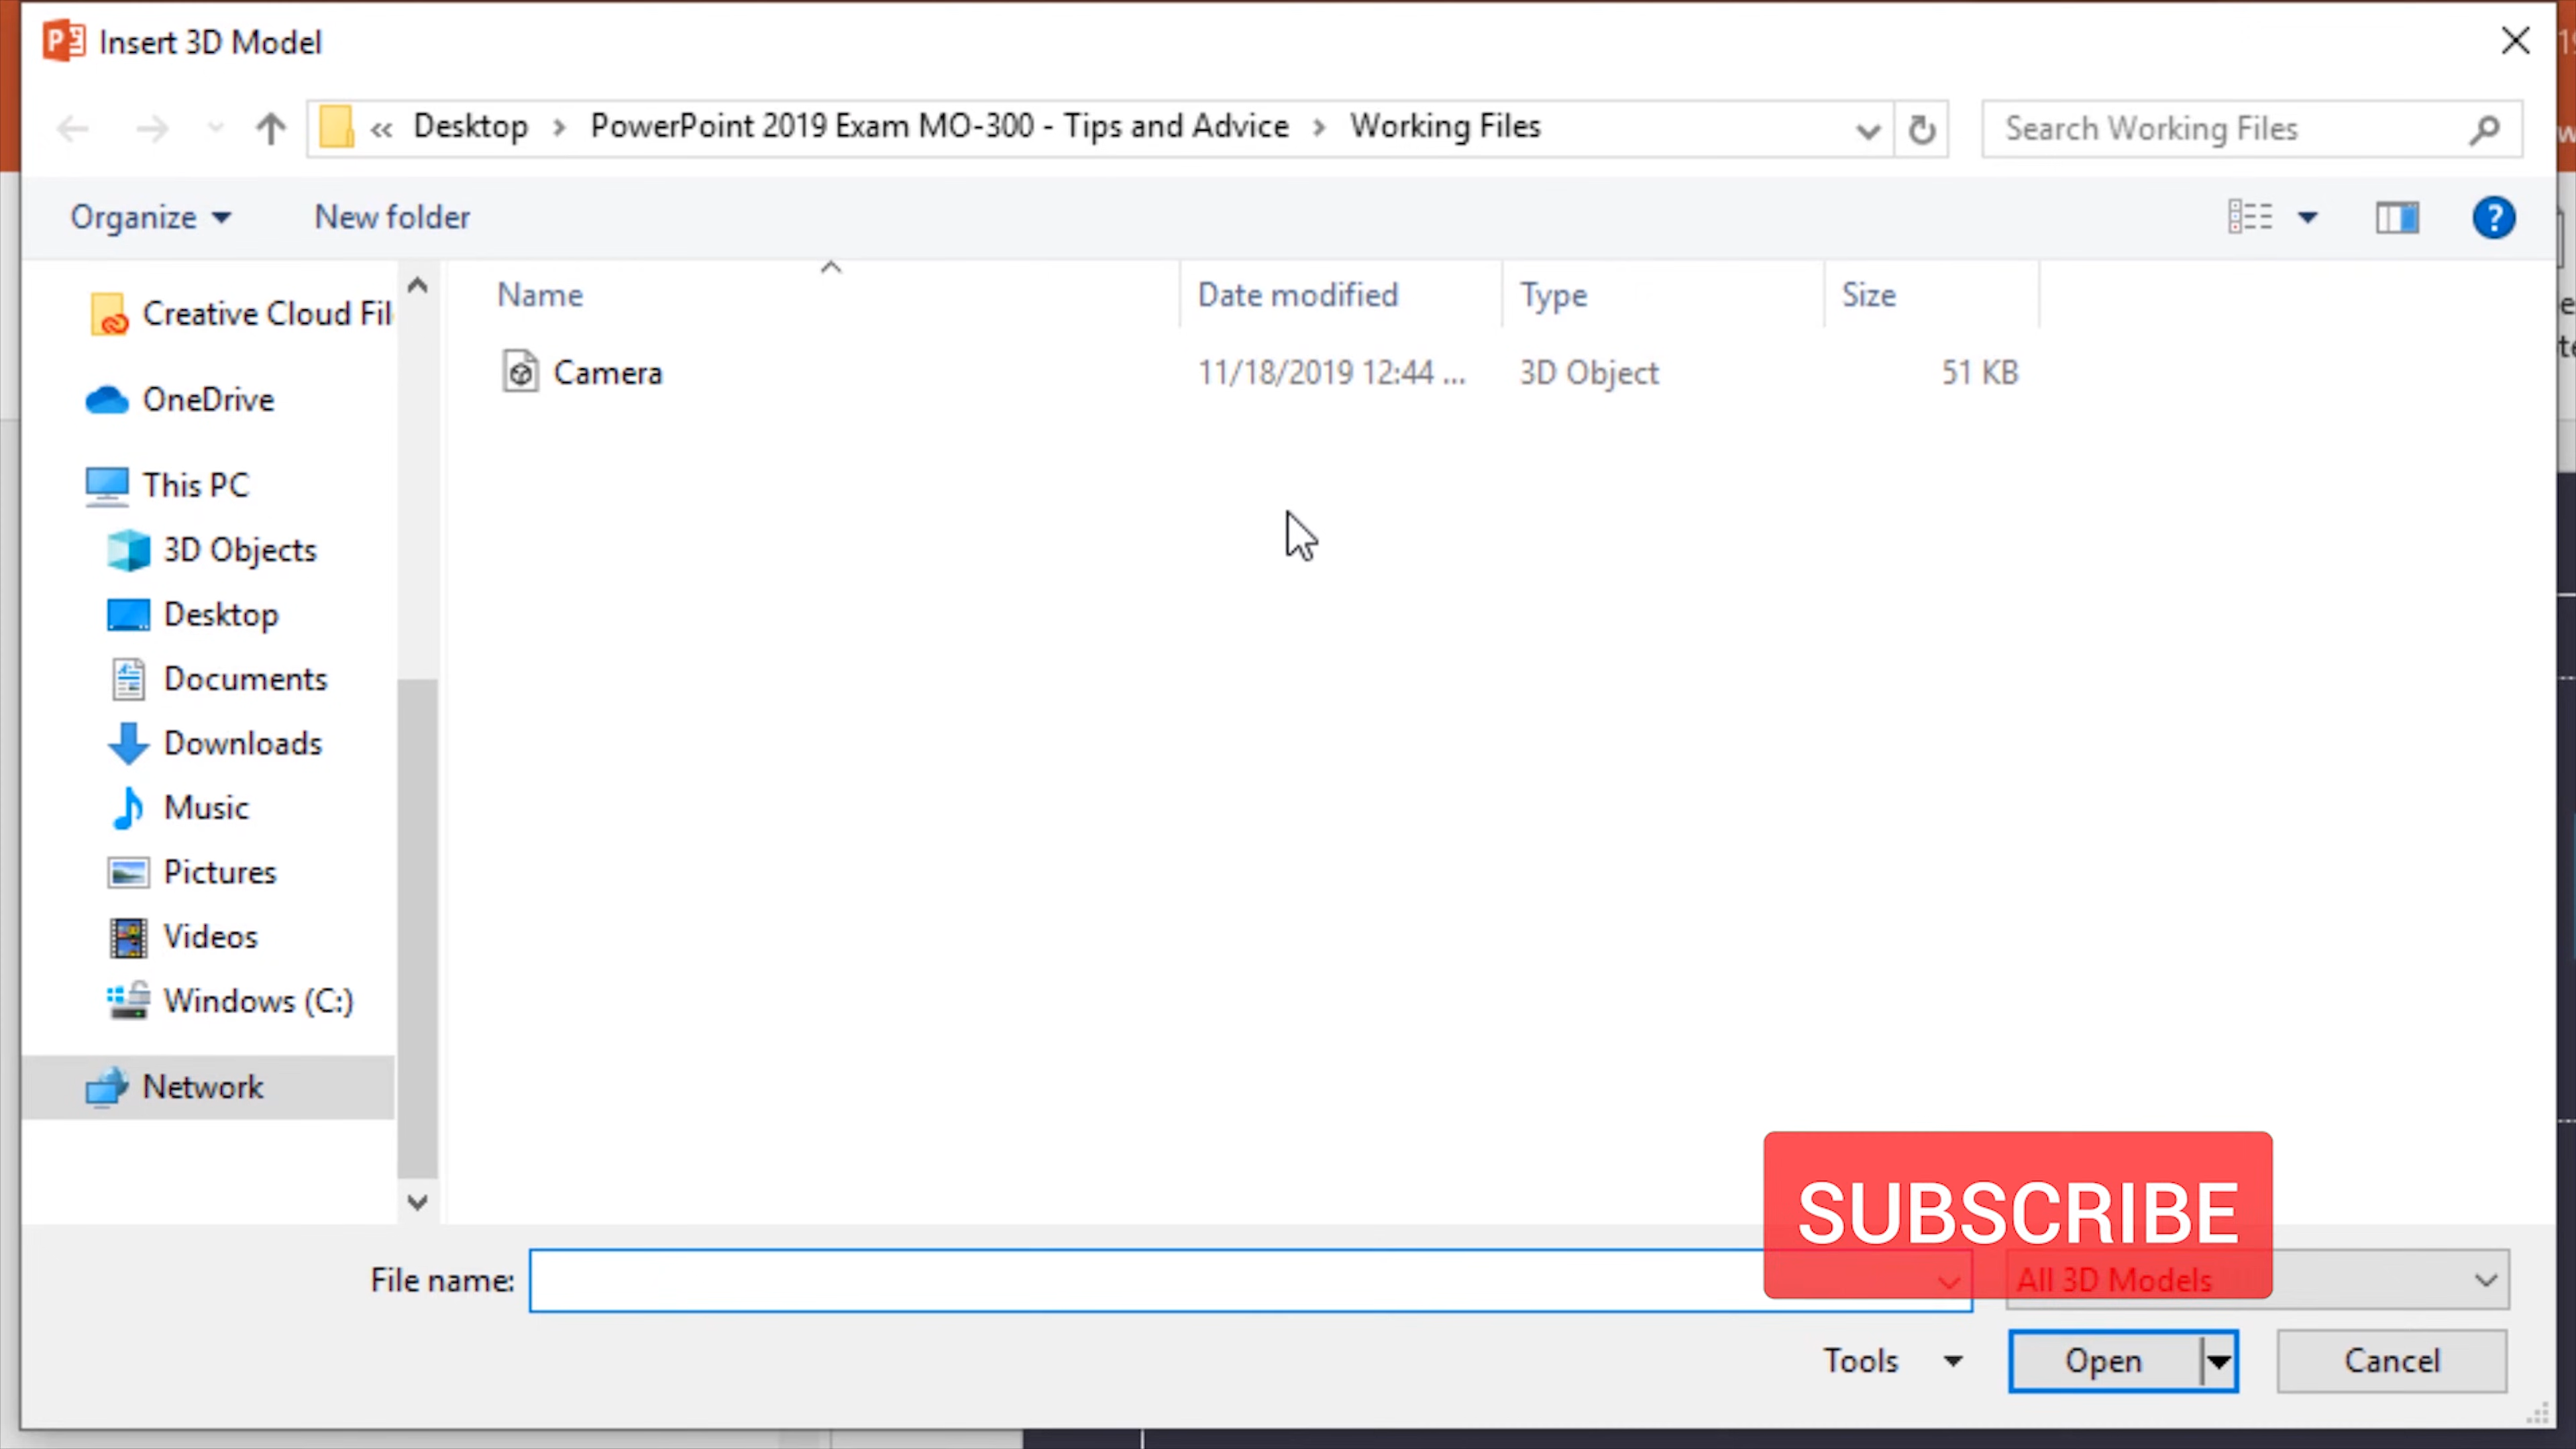 Insert 3D Model
« Desktop > PowerPoint 2019 Exam MO-300 - Tips and Advice > Working Files
Search Working Files
Organize
New folder
Name
Date modified
Type
Size
Camera
11/18/2019 12:44 ...
3D Object
51 KB
Creative Cloud Fil
OneDrive
This PC
3D Objects
Desktop
Documents
Downloads
Music
Pictures
Videos
Windows (C:)
Network
SUBSCRIBE
File name:
All 3D Models
Tools
Open
Cancel